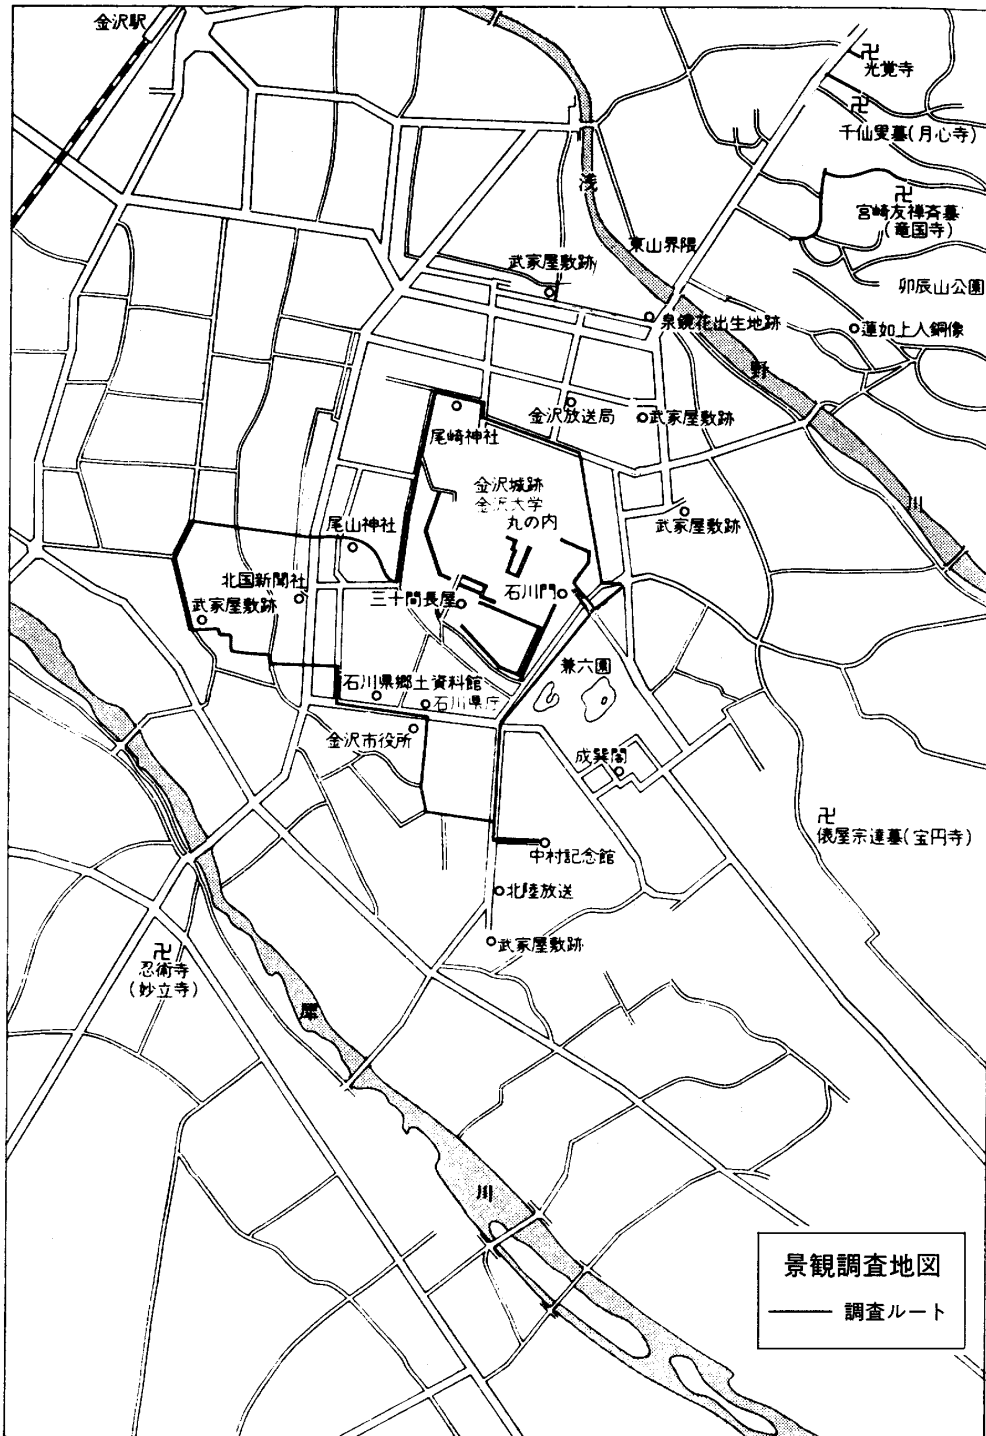 金沢駅
卍
光覚寺
卍
千仙叟墓(月心寺)
浅
卍
宮崎友禅斉墓
(竜国寺)
東山界隈
武家屋敷跡
卯辰山公園
泉鏡花出生地跡
蓮如上人銅像
野
金沢放送局
武家屋敷跡
尾崎神社
金沢城跡
金沢大学
丸の内
川
武家屋敷跡
尾山神社
北国新聞社
武家屋敷跡
三十間長屋
石川門
兼六園
石川県郷土資料館
石川県庁
金沢市役所
成巽閣
卍
俵屋宗達墓(宝円寺)
中村記念館
北陸放送
武家屋敷跡
卍
忍術寺
(妙立寺)
犀
川
景観調査地図
調査ルート